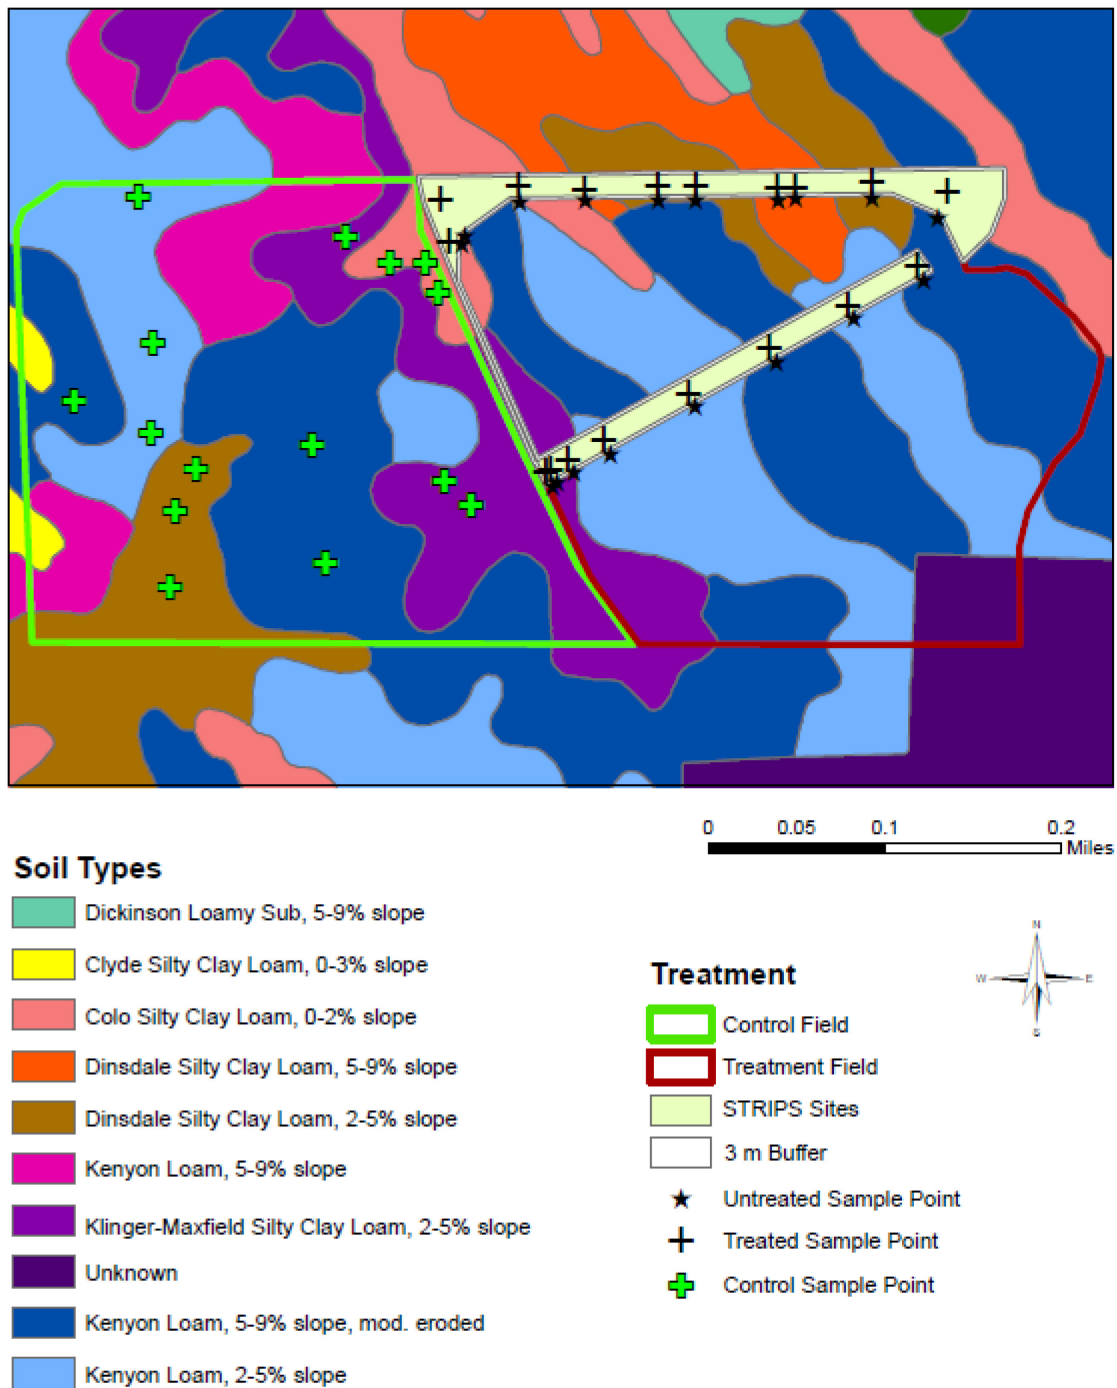 0 0.05 0.1 0.2
Miles
Soil Types
Dickinson Loamy Sub, 5-9% slope
Clyde Silty Clay Loam, 0-3% slope
Colo Silty Clay Loam, 0-2% slope
Dinsdale Silty Clay Loam, 5-9% slope
Dinsdale Silty Clay Loam, 2-5% slope
Kenyon Loam, 5-9% slope
Klinger-Maxfield Silty Clay Loam, 2-5% slope
Unknown
Kenyon Loam, 5-9% slope, mod. eroded
Kenyon Loam, 2-5% slope
N
W E
S
Treatment
Control Field
Treatment Field
STRIPS Sites
3 m Buffer
Untreated Sample Point
Treated Sample Point
Control Sample Point